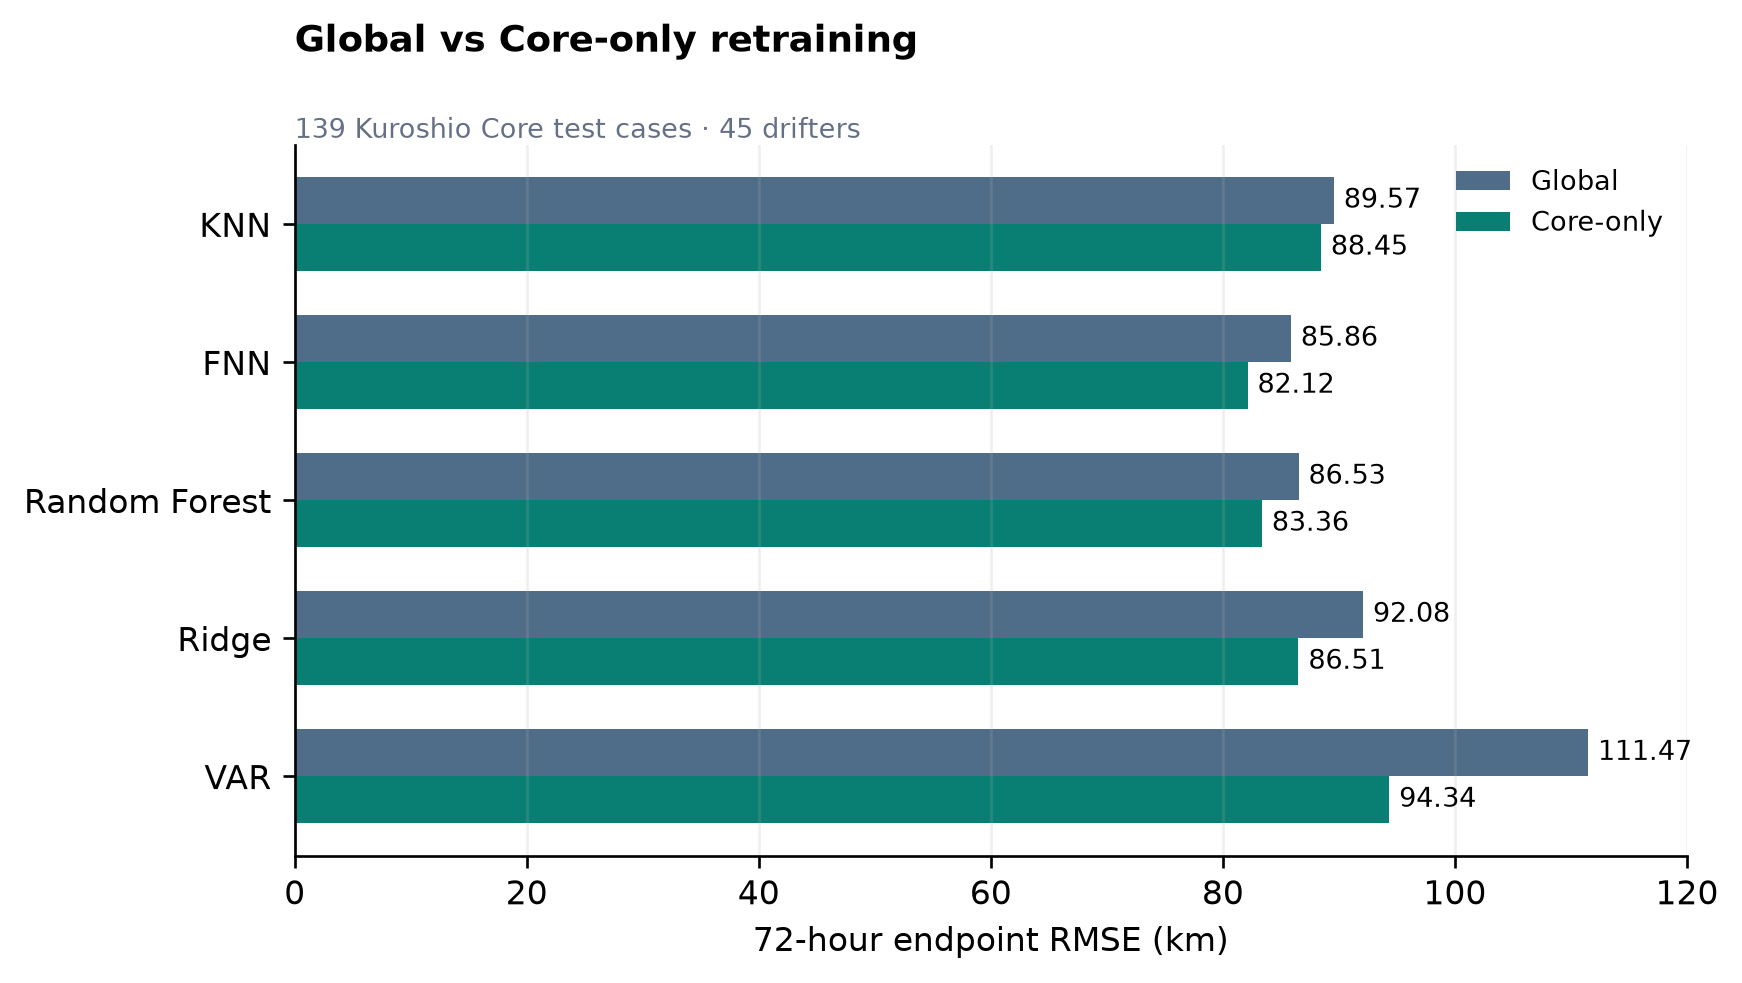 Global vs Core-only retraining
139 Kuroshio Core test cases · 45 drifters
Global
Core-only
KNN
89.57
88.45
FNN
85.86
82.12
Random Forest
86.53
83.36
Ridge
92.08
86.51
VAR
111.47
94.34
0 20 40 60 80 100 120
72-hour endpoint RMSE (km)